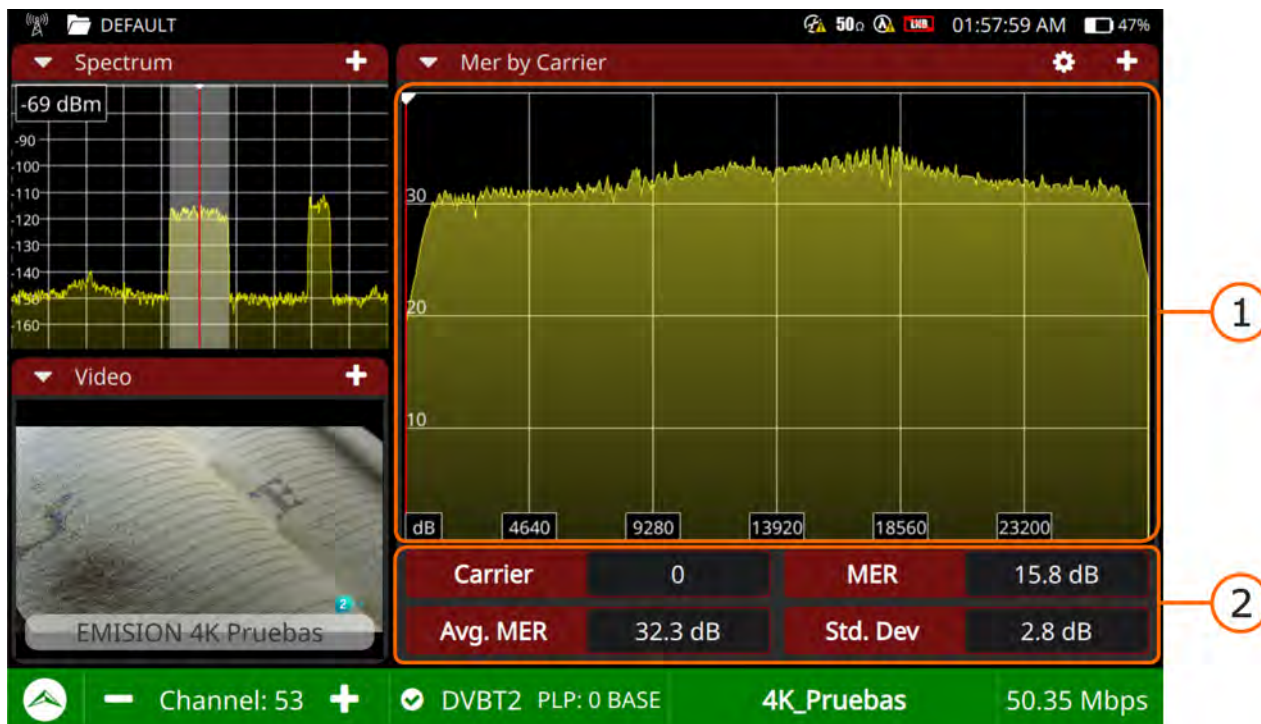 DEFAULT
50Ω
LNB
01:57:59 AM
47%
Spectrum
-69 dBm
-90
-100
-110
-120
-130
-140
-150
-160
Video
2
EMISION 4K Pruebas
Mer by Carrier
30
20
10
dB 4640 9280 13920 18560 23200
1
Carrier 0 MER 15.8 dB
Avg. MER 32.3 dB Std. Dev 2.8 dB
2
Channel: 53 DVBT2 PLP: 0 BASE 4K_Pruebas 50.35 Mbps